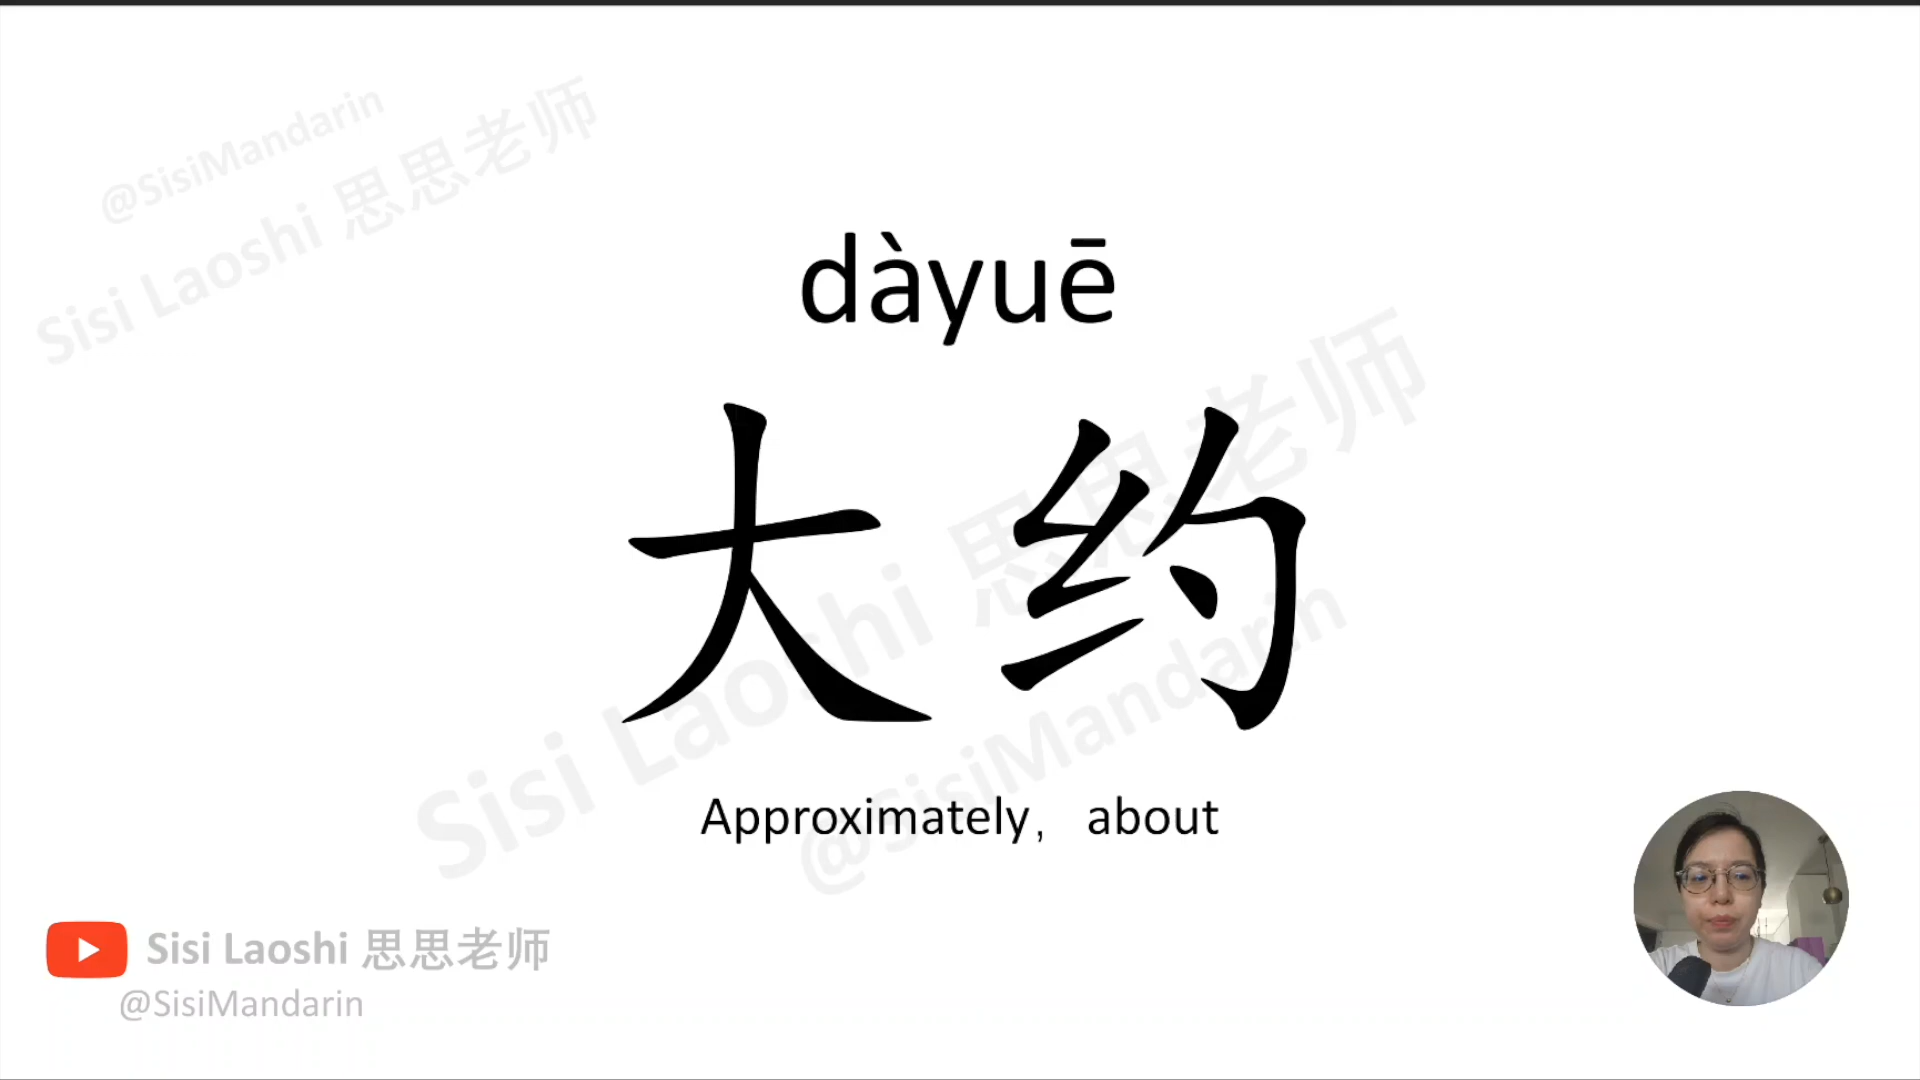 @SisiMandarin
Sisi Laoshi 思思老师
dàyuē
大约
Sisi Laoshi 思思老师
@SisiMandarin
Approximately， about
Sisi Laoshi 思思老师
@SisiMandarin